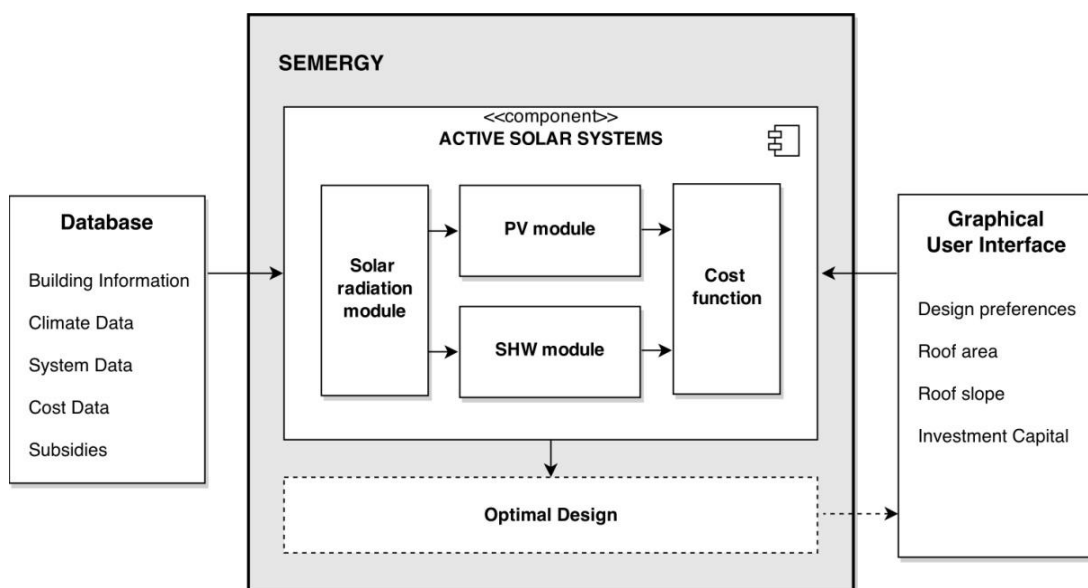 SEMERGY
<<component>>
ACTIVE SOLAR SYSTEMS
Database
Building Information
Climate Data
System Data
Cost Data
Subsidies
Solar
radiation
module
PV module
SHW module
Cost
function
Optimal Design
Graphical
User Interface
Design preferences
Roof area
Roof slope
Investment Capital